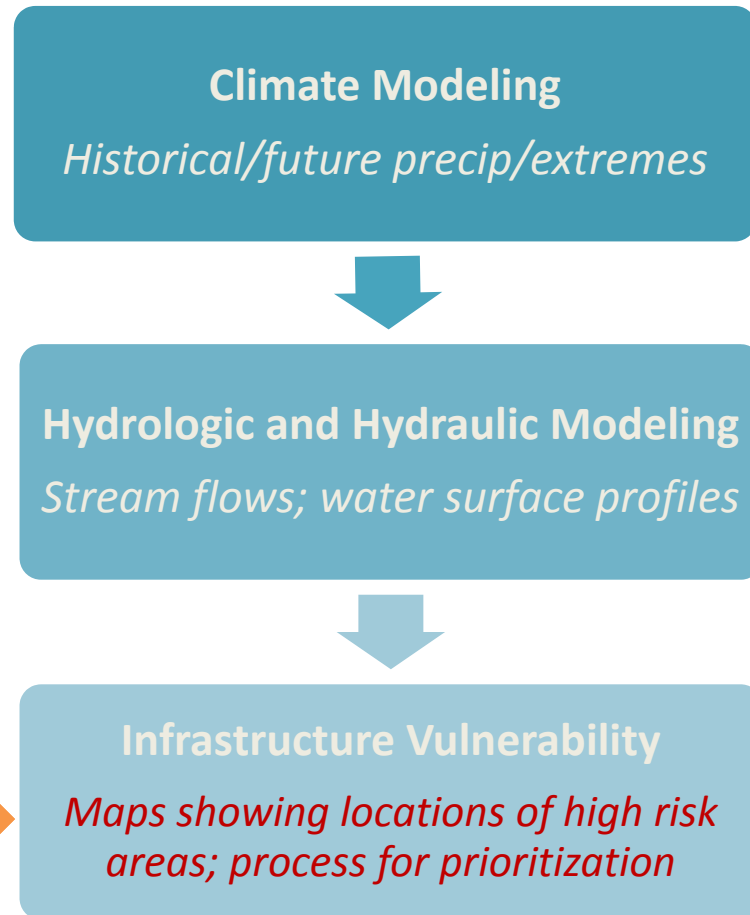 Climate Modeling
Historical/future precip/extremes
Hydrologic and Hydraulic Modeling
Stream flows; water surface profiles
Infrastructure Vulnerability
Maps showing locations of high risk
areas; process for prioritization